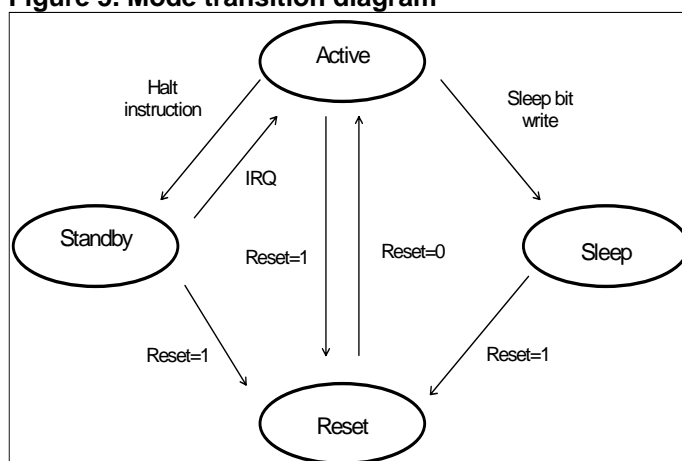 Figure 5. Mode transition diagram
Active
Halt
instruction
Sleep bit
write
IRQ
Standby
Reset=1
Reset=0
Sleep
Reset=1
Reset=1
Reset